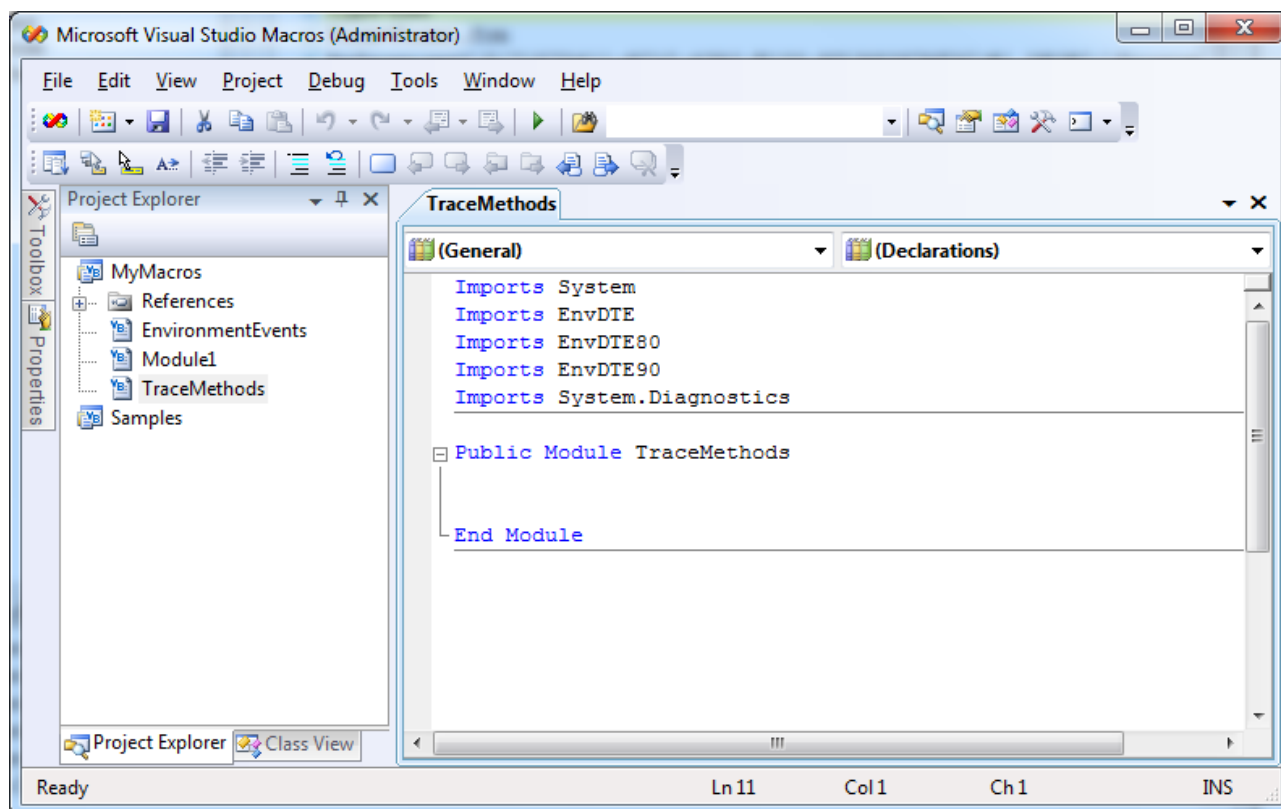 Microsoft Visual Studio Macros (Administrator)
File Edit View Project Debug Tools Window Help
Toolbox
Properties
Project Explorer
MyMacros
References
EnvironmentEvents
Module1
TraceMethods
Samples
Project Explorer Class View
TraceMethods
(General) (Declarations)
Imports System
Imports EnvDTE
Imports EnvDTE80
Imports EnvDTE90
Imports System.Diagnostics
Public Module TraceMethods
End Module
Ready Ln 11 Col 1 Ch 1 INS